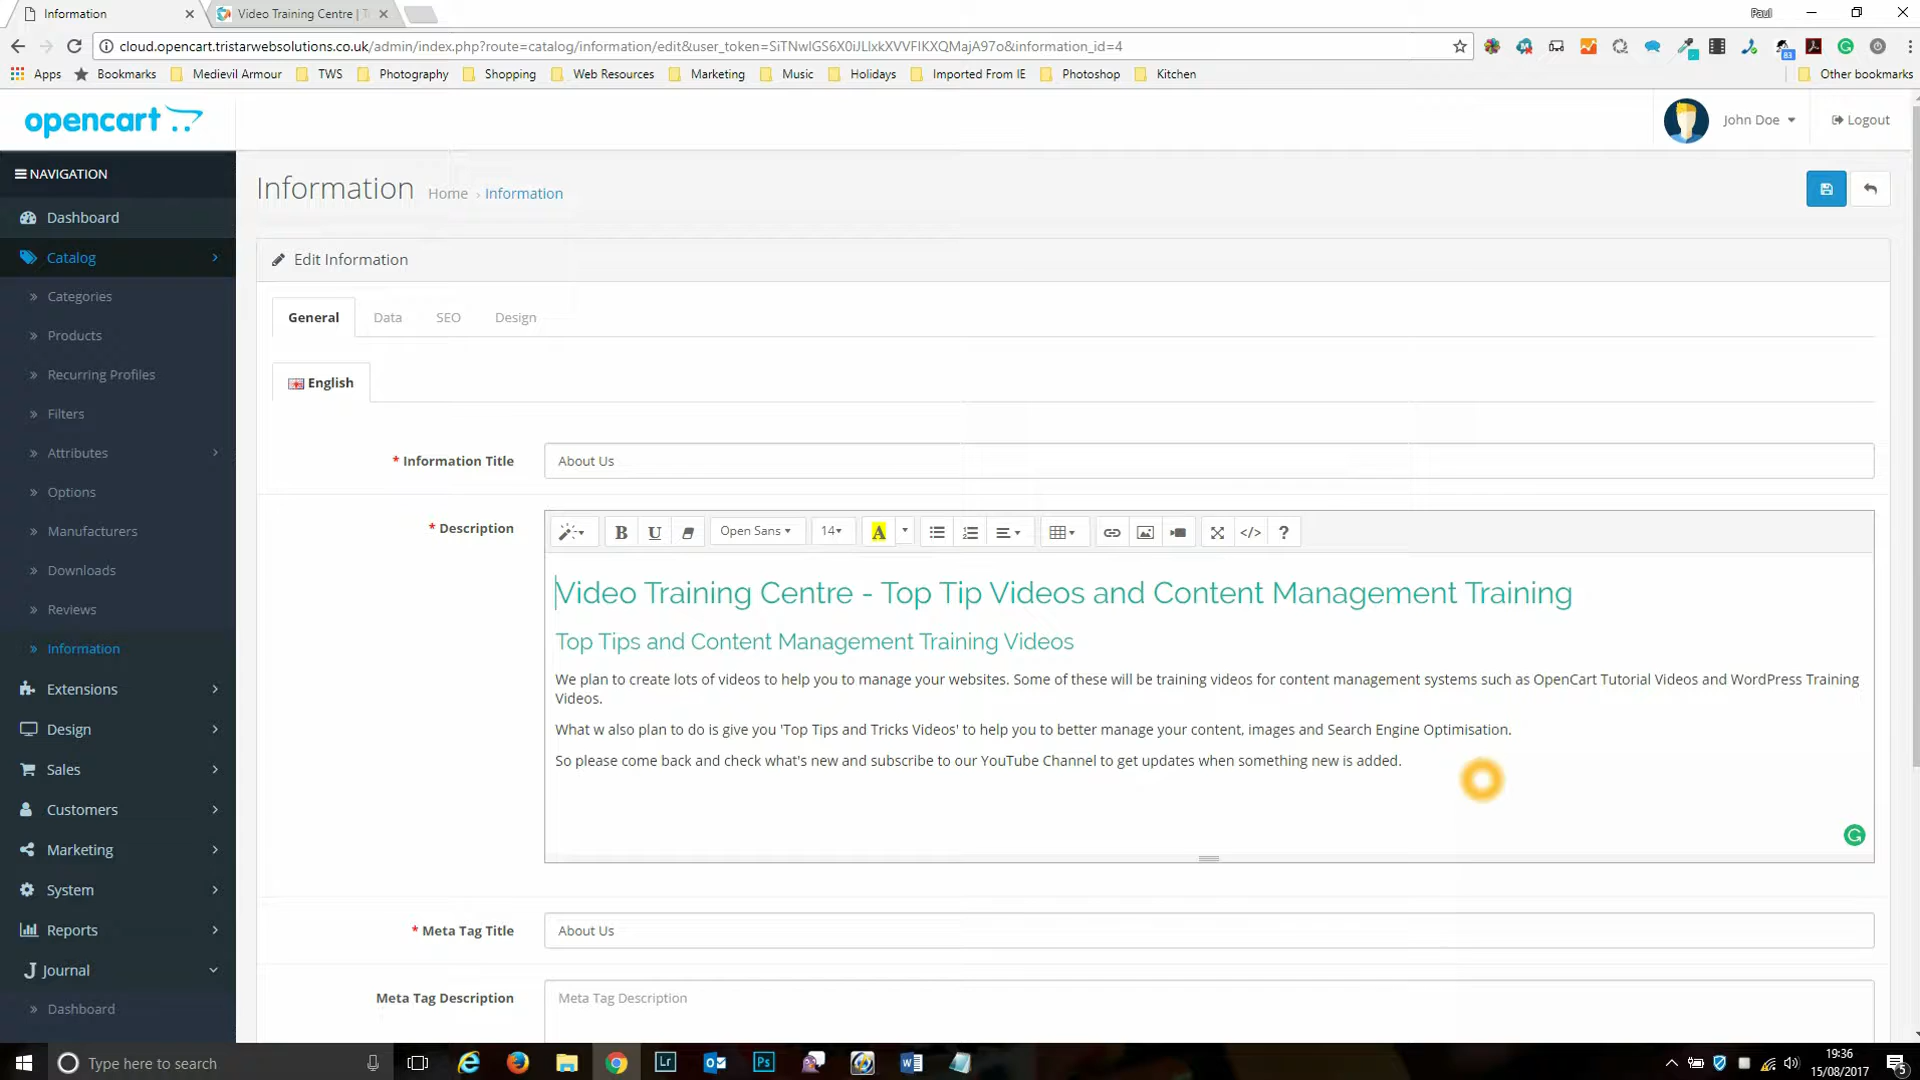 Information
Video Training Centre | T
Paul
cloud.opencart.tristarwebsolutions.co.uk/admin/index.php?route=catalog/information/edit&user_token=SiTNwlGS6X0iJLlxkXVVFIKXQMajA97o&information_id=4
Apps
Bookmarks
Medievil Armour
TWS
Photography
Shopping
Web Resources
Marketing
Music
Holidays
Imported From IE
Photoshop
Kitchen
Other bookmarks
opencart
John Doe
Logout
NAVIGATION
Dashboard
Catalog
Categories
Products
Recurring Profiles
Filters
Attributes
Options
Manufacturers
Downloads
Reviews
Information
Extensions
Design
Sales
Customers
Marketing
System
Reports
Journal
Dashboard
Information
Home › Information
Edit Information
General
Data
SEO
Design
English
* Information Title
About Us
* Description
B
U
Open Sans
14
A
</>
?
Video Training Centre - Top Tip Videos and Content Management Training
Top Tips and Content Management Training Videos
We plan to create lots of videos to help you to manage your websites. Some of these will be training videos for content management systems such as OpenCart Tutorial Videos and WordPress Training
Videos.
What w also plan to do is give you 'Top Tips and Tricks Videos' to help you to better manage your content, images and Search Engine Optimisation.
So please come back and check what's new and subscribe to our YouTube Channel to get updates when something new is added.
* Meta Tag Title
About Us
Meta Tag Description
Meta Tag Description
Type here to search
Lr
Ps
19:36
15/08/2017
5